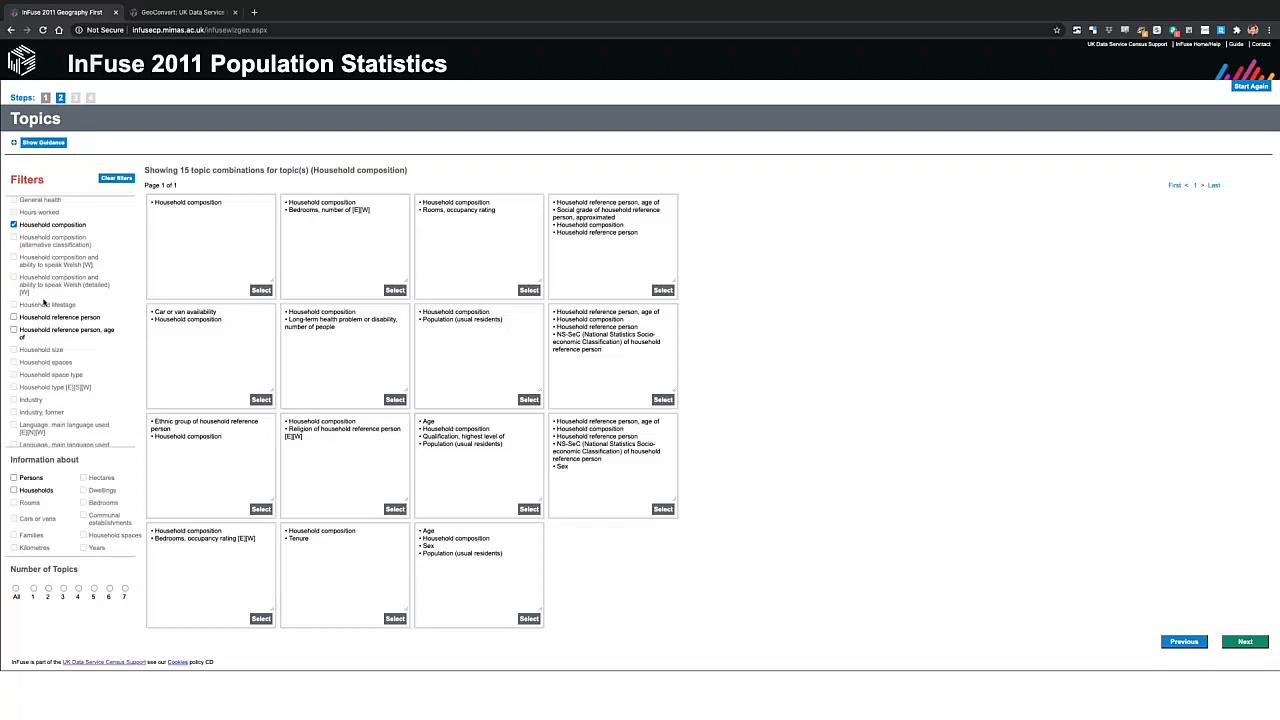 InFuse 2011 Geography First
GeoConvert: UK Data Service
Not Secure
infusecp.mimas.ac.uk/infusewizgeo.aspx
UK Data Service Census Support
InFuse Home/Help
Guide
Contact
InFuse 2011 Population Statistics
Start Again
Steps: 1 2 3 4
Topics
Show Guidance
Filters
Clear filters
General health
Hours worked
Household composition
Household composition
(alternative classification)
Household composition and
ability to speak Welsh [W]
Household composition and
ability to speak Welsh (detailed)
[W]
Household lifestage
Household reference person
Household reference person, age
of
Household size
Household spaces
Household space type
Household type [E][S][W]
Industry
Industry, former
Language, main language used
[E][N][W]
Language, main language used
Information about
Persons
Hectares
Households
Dwellings
Rooms
Bedrooms
Cars or vans
Communal
establishments
Families
Household spaces
Kilometres
Years
Number of Topics
All 1 2 3 4 5 6 7
Showing 15 topic combinations for topic(s) (Household composition)
Page 1 of 1
First < 1 > Last
• Household composition
Select
• Household composition
• Bedrooms, number of [E][W]
Select
• Household composition
• Rooms, occupancy rating
Select
• Household reference person, age of
• Social grade of household reference
person, approximated
• Household composition
• Household reference person
Select
• Car or van availability
• Household composition
Select
• Household composition
• Long-term health problem or disability,
number of people
Select
• Household composition
• Population (usual residents)
Select
• Household reference person, age of
• Household composition
• Household reference person
• NS-SeC (National Statistics Socio-
economic Classification) of household
reference person
Select
• Ethnic group of household reference
person
• Household composition
Select
• Household composition
• Religion of household reference person
[E][W]
Select
• Age
• Household composition
• Qualification, highest level of
• Population (usual residents)
Select
• Household reference person, age of
• Household composition
• Household reference person
• NS-SeC (National Statistics Socio-
economic Classification) of household
reference person
• Sex
Select
• Household composition
• Bedrooms, occupancy rating [E][W]
Select
• Household composition
• Tenure
Select
• Age
• Household composition
• Sex
• Population (usual residents)
Select
Previous
Next
InFuse is part of the UK Data Service Census Support see our Cookies policy CD